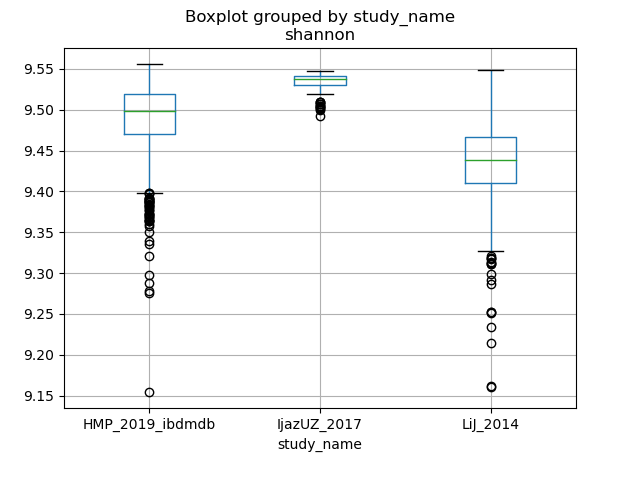 Boxplot grouped by study_name
shannon
9.55
9.50
9.45
9.40
9.35
9.30
9.25
9.20
9.15
HMP_2019_ibdmdb
IjazUZ_2017
LiJ_2014
study_name